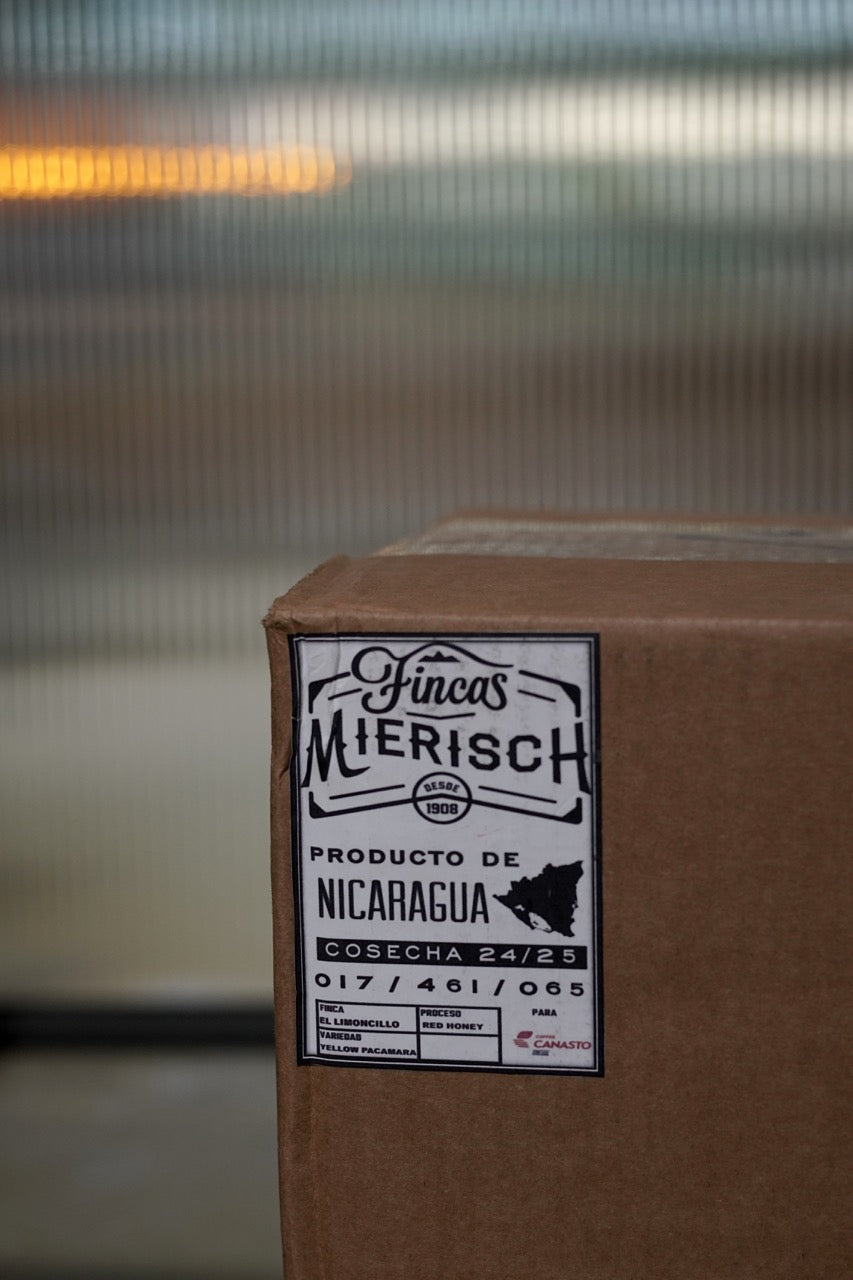 Fincas
MIERISCH
DESDE
1908
PRODUCTO DE
NICARAGUA
COSECHA 24/25
017 / 461 / 065
FINCA
EL LIMONCILLO
VARIEDAD
YELLOW PACAMARA
PROCESO
RED HONEY
PARA
COFFEE
CANASTO